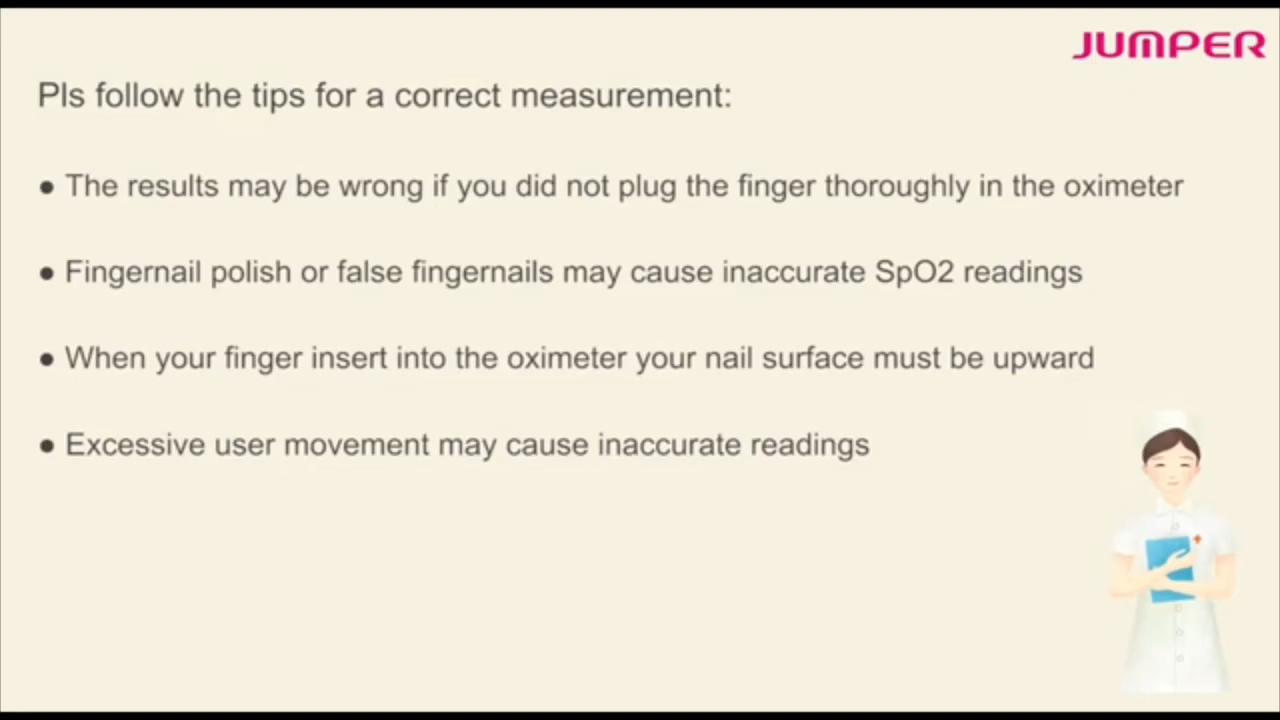 JUMPER
Pls follow the tips for a correct measurement:
● The results may be wrong if you did not plug the finger thoroughly in the oximeter
● Fingernail polish or false fingernails may cause inaccurate SpO2 readings
● When your finger insert into the oximeter your nail surface must be upward
● Excessive user movement may cause inaccurate readings